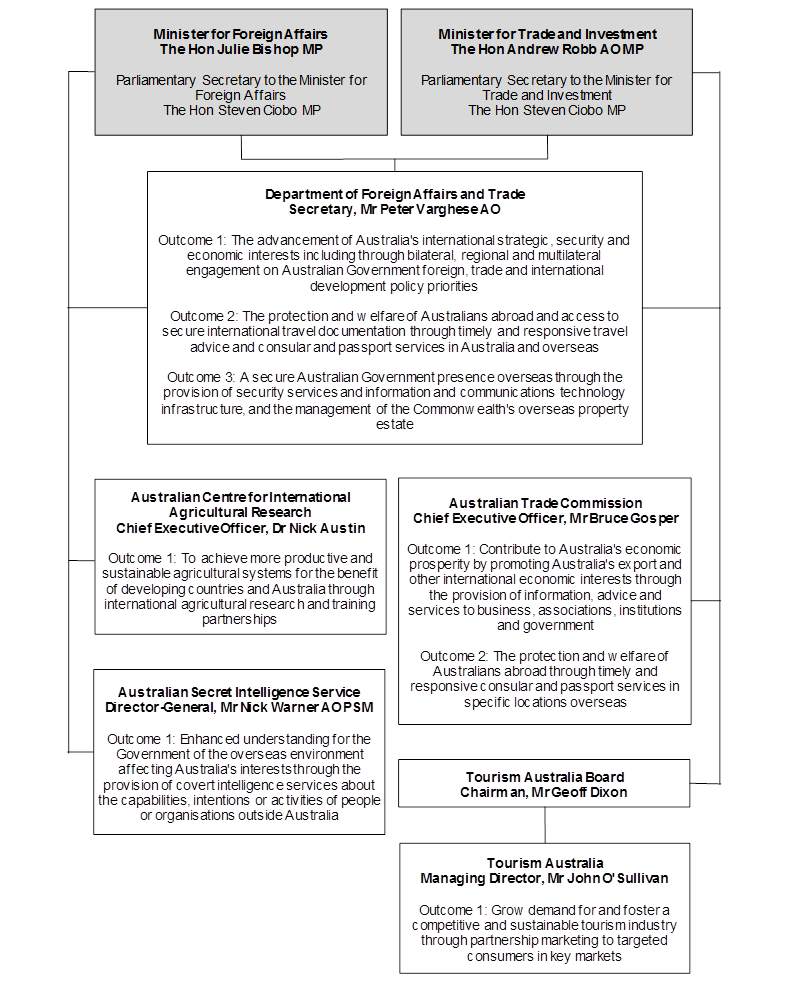 Minister for Foreign Affairs
The Hon Julie Bishop MP
Parliamentary Secretary to the Minister for
Foreign Affairs
The Hon Steven Ciobo MP
Minister for Trade and Investment
The Hon Andrew Robb AO MP
Parliamentary Secretary to the Minister for
Trade and Investment
The Hon Steven Ciobo MP
Department of Foreign Affairs and Trade
Secretary, Mr Peter Varghese AO
Outcome 1: The advancement of Australia's international strategic, security and
economic interests including through bilateral, regional and multilateral
engagement on Australian Government foreign, trade and international
development policy priorities
Outcome 2: The protection and welfare of Australians abroad and access to
secure international travel documentation through timely and responsive travel
advice and consular and passport services in Australia and overseas
Outcome 3: A secure Australian Government presence overseas through the
provision of security services and information and communications technology
infrastructure, and the management of the Commonwealth's overseas property
estate
Australian Centre for International
Agricultural Research
Chief Executive Officer, Dr Nick Austin
Outcome 1: To achieve more productive and
sustainable agricultural systems for the benefit
of developing countries and Australia through
international agricultural research and training
partnerships
Australian Trade Commission
Chief Executive Officer, Mr Bruce Gosper
Outcome 1: Contribute to Australia's economic
prosperity by promoting Australia's export and
other international economic interests through
the provision of information, advice and
services to business, associations, institutions
and government
Outcome 2: The protection and welfare of
Australians abroad through timely and
responsive consular and passport services in
specific locations overseas
Australian Secret Intelligence Service
Director-General, Mr Nick Warner AO PSM
Outcome 1: Enhanced understanding for the
Government of the overseas environment
affecting Australia's interests through the
provision of covert intelligence services about
the capabilities, intentions or activities of people
or organisations outside Australia
Tourism Australia Board
Chairman, Mr Geoff Dixon
Tourism Australia
Managing Director, Mr John O'Sullivan
Outcome 1: Grow demand for and foster a
competitive and sustainable tourism industry
through partnership marketing to targeted
consumers in key markets